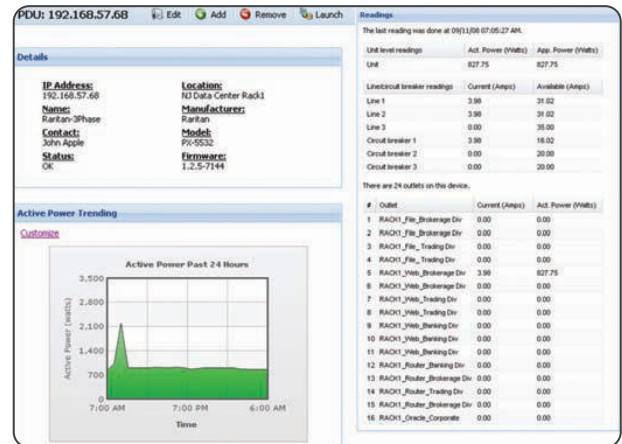 PDU: 192.168.57.68 Edit Add Remove Launch
Details
IP Address:
192.168.57.68
Name:
Raritan-3Phase
Contact:
John Apple
Status:
OK
Location:
NJ Data Center Rack1
Manufacturer:
Raritan
Model:
PX-5532
Firmware:
1.2.5-7144
Active Power Trending
Customize
Active Power Past 24 Hours
Active Power (watts)
3,500
2,800
2,100
1,400
700
0
7:00 AM 7:00 PM 6:00 AM
Time
Readings
The last reading was done at 09/11/08 07:05:27 AM.
Unit level readings Act. Power (Watts) App. Power (Watts)
Unit 827.75 827.75
Line/circuit breaker readings Current (Amps) Available (Amps)
Line 1 3.98 31.02
Line 2 3.98 31.02
Line 3 0.00 35.00
Circuit breaker 1 3.98 16.02
Circuit breaker 2 0.00 20.00
Circuit breaker 3 0.00 20.00
There are 24 outlets on this device.
# Outlet Current (Amps) Act. Power (Watts)
1 RACK1_File_Brokerage Div 0.00 0.00
2 RACK1_File_Brokerage Div 0.00 0.00
3 RACK1_File_ Trading Div 0.00 0.00
4 RACK1_File_ Trading Div 0.00 0.00
5 RACK1_Web_Brokerage Div 3.98 827.75
6 RACK1_Web_Brokerage Div 0.00 0.00
7 RACK1_Web_Trading Div 0.00 0.00
8 RACK1_Web_Trading Div 0.00 0.00
9 RACK1_Web_Banking Div 0.00 0.00
10 RACK1_Web_Banking Div 0.00 0.00
11 RACK1_Web_Banking Div 0.00 0.00
12 RACK1_Router_Banking Div 0.00 0.00
13 RACK1_Router_Brokerage Div 0.00 0.00
14 RACK1_Router_Trading Div 0.00 0.00
15 RACK1_Router_Brokerage Div 0.00 0.00
16 RACK1_Oracle_Corporate 0.00 0.00